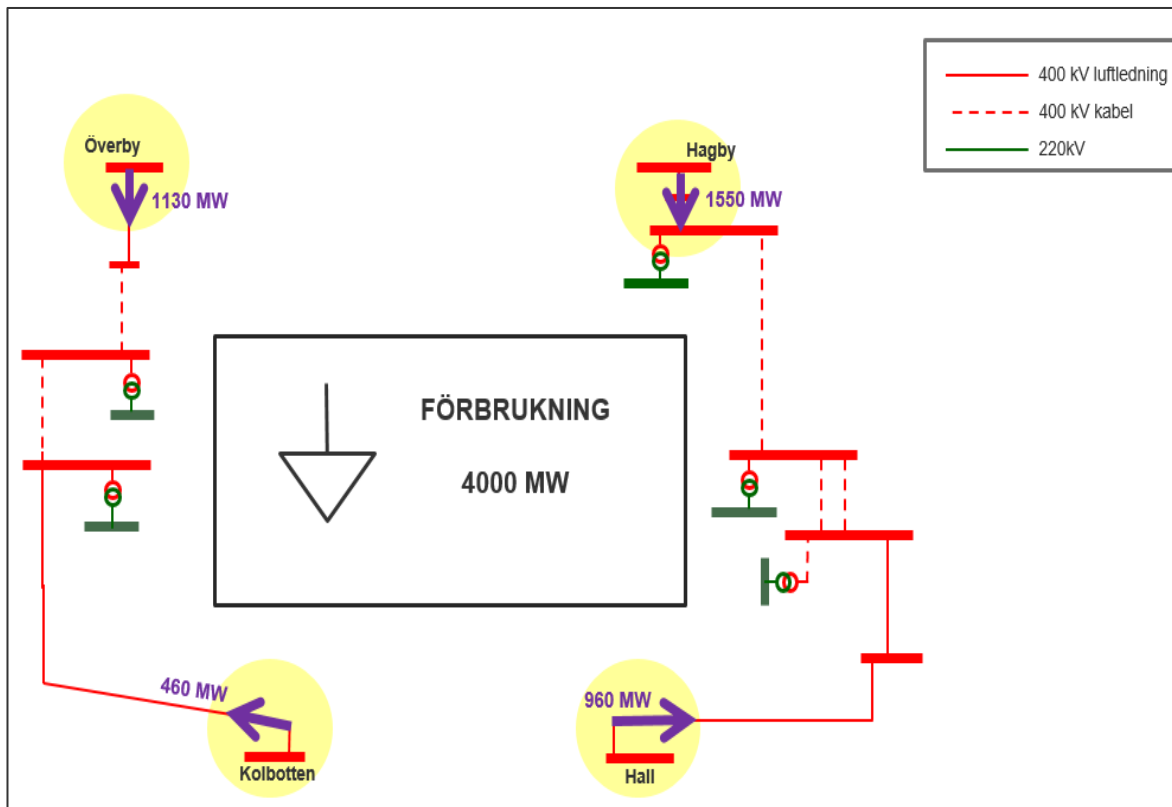 400 kV luftledning
400 kV kabel
220kV
Överby
1130 MW
Hagby
1550 MW
FÖRBRUKNING
4000 MW
460 MW
Kolbotten
960 MW
Hall